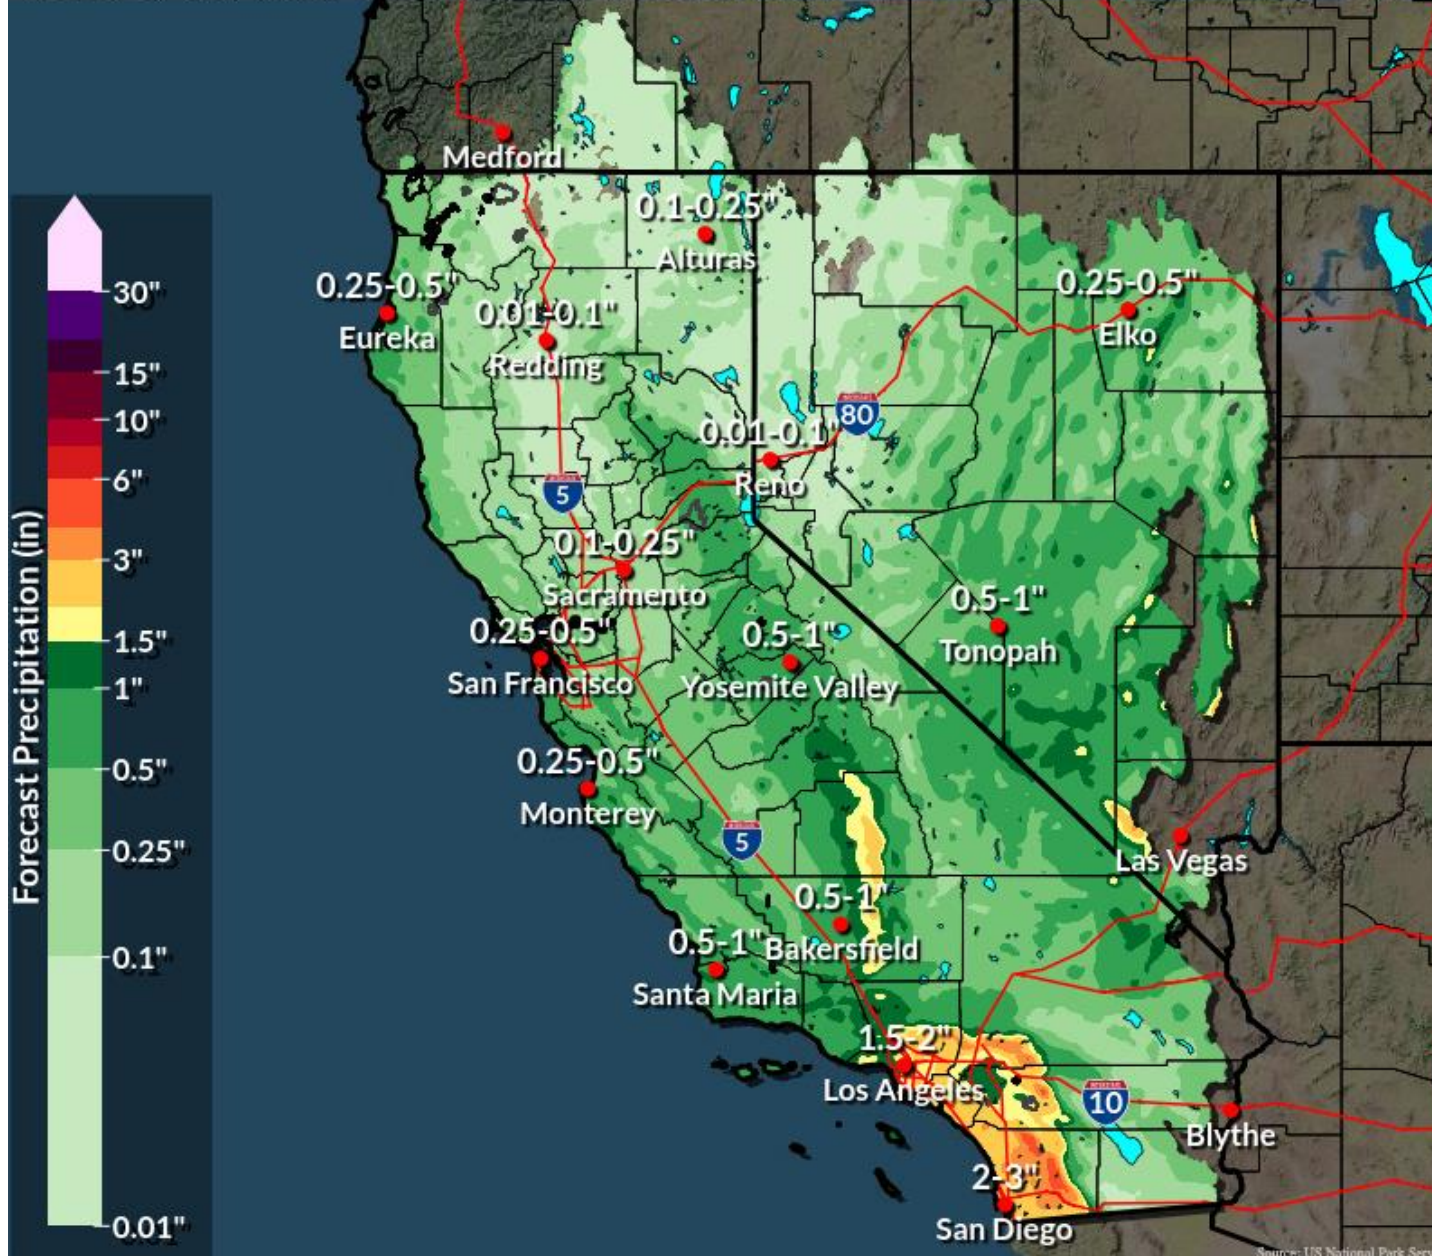 Medford
0.1-0.25"
Alturas
0.25-0.5"
Eureka
0.01-0.1"
Redding
0.25-0.5"
Elko
80
0.01-0.1"
Reno
5
0.1-0.25"
Sacramento
0.25-0.5"
San Francisco
0.5-1"
Yosemite Valley
0.5-1"
Tonopah
0.25-0.5"
Monterey
5
Las Vegas
0.5-1"
Bakersfield
0.5-1"
Santa Maria
1.5-2"
Los Angeles
10
Blythe
2-3"
San Diego
Forecast Precipitation (in)
30"
15"
10"
6"
3"
1.5"
1"
0.5"
0.25"
0.1"
0.01"
Source: US National Park Serv